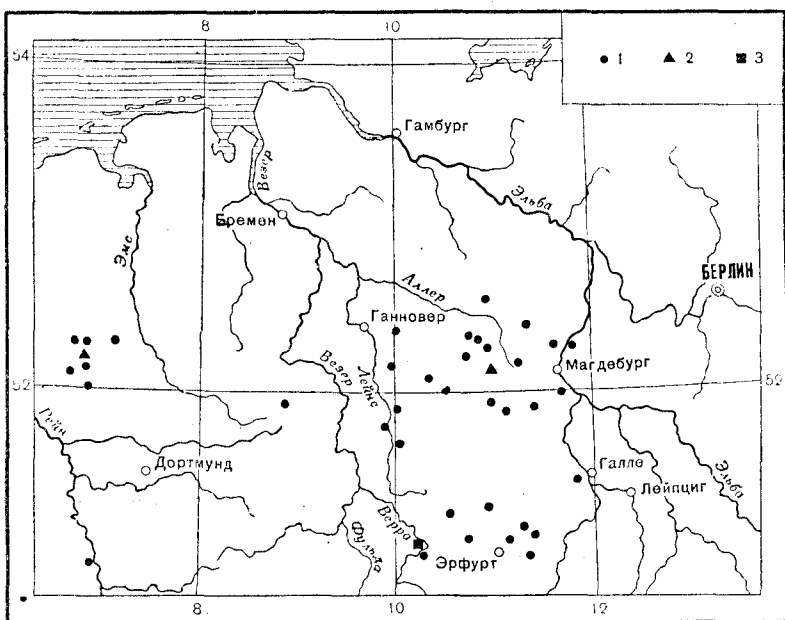 8
10
1
2
3
54
Гамбург
Везер
Эльба
Бремен
Эмс
БЕРЛИН
Аллер
Ганновер
Везер
Лейне
Магдебург
52
52
Рейн
Дортмунд
Галле
Лейпциг
Эльба
Верра
Фульда
Эрфурт
8
10
12